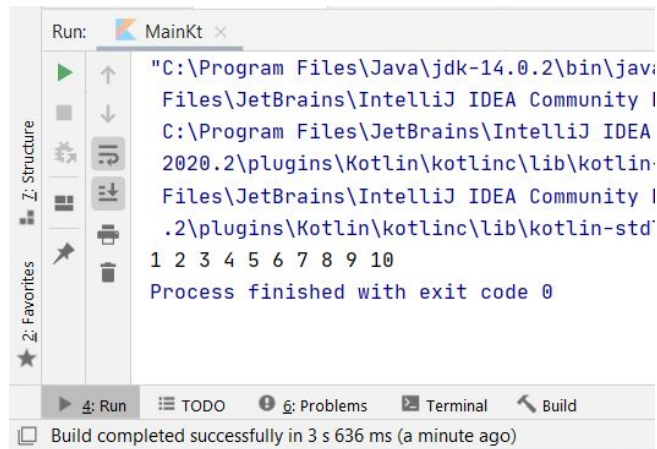 Run: MainKt ×
"C:\Program Files\Java\jdk-14.0.2\bin\java
Files\JetBrains\IntelliJ IDEA Community
C:\Program Files\JetBrains\IntelliJ IDEA
2020.2\plugins\Kotlin\kotlinc\lib\kotlin-
Files\JetBrains\IntelliJ IDEA Community
.2\plugins\Kotlin\kotlinc\lib\kotlin-std
1 2 3 4 5 6 7 8 9 10
Process finished with exit code 0
Z: Structure
2: Favorites
4: Run TODO 6: Problems Terminal Build
Build completed successfully in 3 s 636 ms (a minute ago)